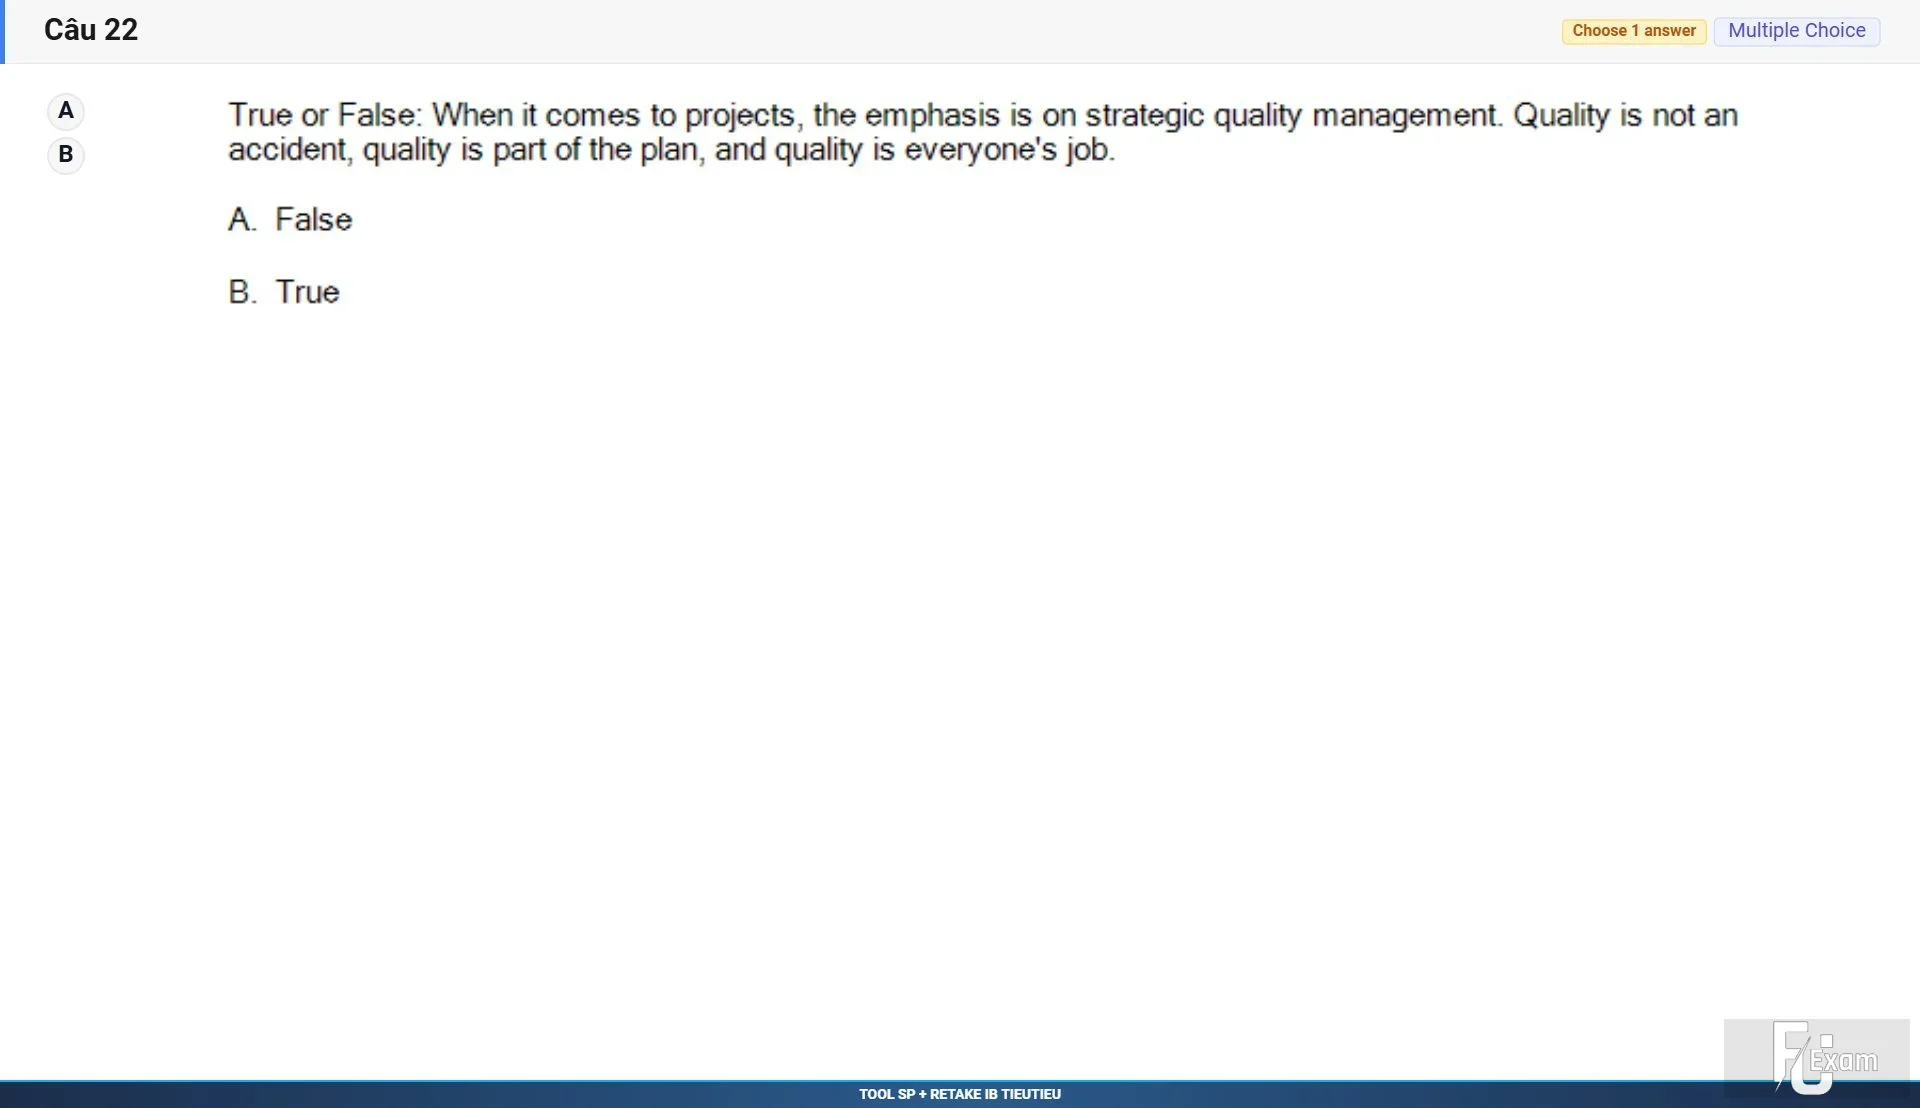 Câu 22
Choose 1 answer
Multiple Choice
A
B
True or False: When it comes to projects, the emphasis is on strategic quality management. Quality is not an
accident, quality is part of the plan, and quality is everyone's job.
A. False
B. True
FU Exam
TOOL SP + RETAKE IB TIEUTIEU